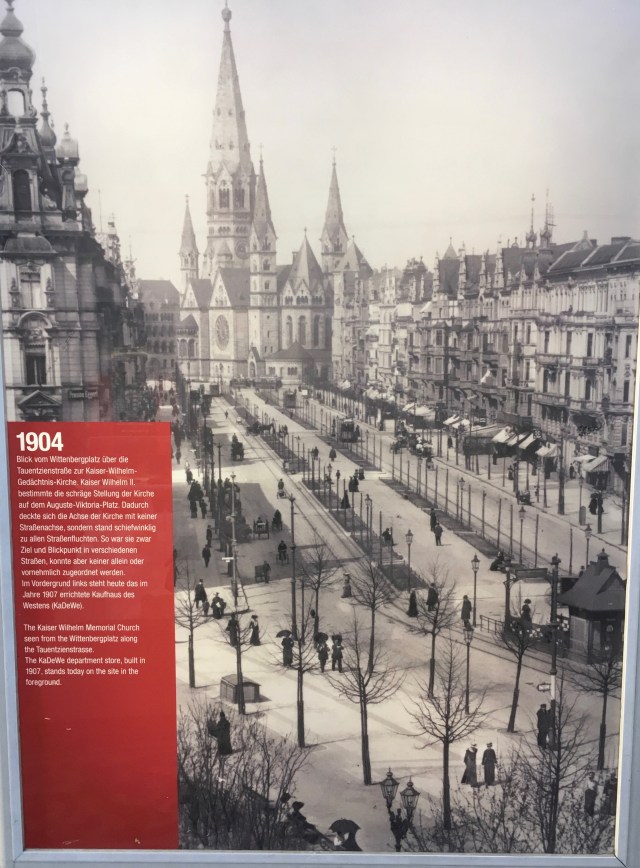 1904
Blick vom Wittenbergplatz über die
Tauentzienstraße zur Kaiser-Wilhelm-
Gedächtnis-Kirche. Kaiser Wilhelm II.
bestimmte die schräge Stellung der Kirche
auf dem Auguste-Viktoria-Platz. Dadurch
deckte sich die Achse der Kirche mit keiner
Straßenachse, sondern stand schiefwinklig
zu allen Straßenfluchten. So war sie zwar
Ziel und Blickpunkt in verschiedenen
Straßen, konnte aber keiner allein oder
vornehmlich zugeordnet werden.
Im Vordergrund links steht heute das im
Jahre 1907 errichtete Kaufhaus des
Westens (KaDeWe).
The Kaiser Wilhelm Memorial Church
seen from the Wittenbergplatz along
the Tauentzienstrasse.
The KaDeWe department store, built in
1907, stands today on the site in the
foreground.